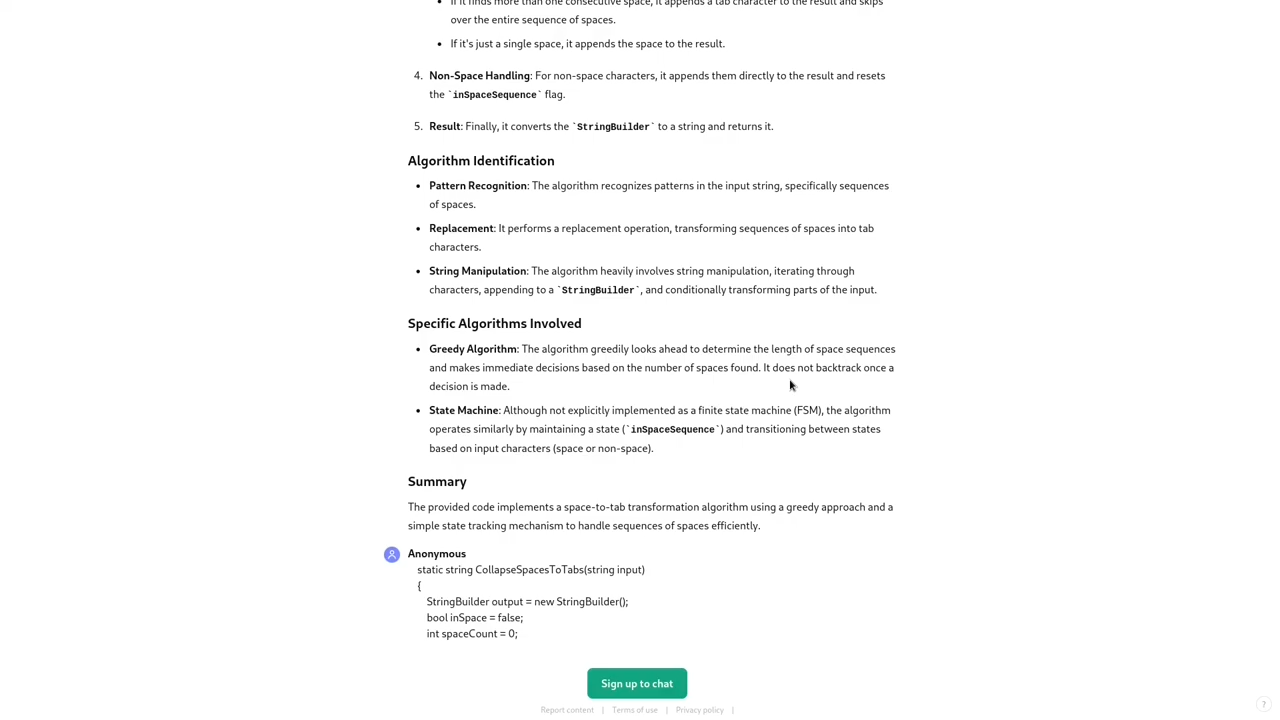 If it finds more than one consecutive space, it appends a tab character to the result and skips
over the entire sequence of spaces.
• If it's just a single space, it appends the space to the result.
4. Non-Space Handling: For non-space characters, it appends them directly to the result and resets
the `inSpaceSequence` flag.
5. Result: Finally, it converts the `StringBuilder` to a string and returns it.
Algorithm Identification
• Pattern Recognition: The algorithm recognizes patterns in the input string, specifically sequences
of spaces.
• Replacement: It performs a replacement operation, transforming sequences of spaces into tab
characters.
• String Manipulation: The algorithm heavily involves string manipulation, iterating through
characters, appending to a `StringBuilder`, and conditionally transforming parts of the input.
Specific Algorithms Involved
• Greedy Algorithm: The algorithm greedily looks ahead to determine the length of space sequences
and makes immediate decisions based on the number of spaces found. It does not backtrack once a
decision is made.
• State Machine: Although not explicitly implemented as a finite state machine (FSM), the algorithm
operates similarly by maintaining a state (`inSpaceSequence`) and transitioning between states
based on input characters (space or non-space).
Summary
The provided code implements a space-to-tab transformation algorithm using a greedy approach and a
simple state tracking mechanism to handle sequences of spaces efficiently.
Anonymous
static string CollapseSpacesToTabs(string input)
{
StringBuilder output = new StringBuilder();
bool inSpace = false;
int spaceCount = 0;
Sign up to chat
Report content | Terms of use | Privacy policy |
?